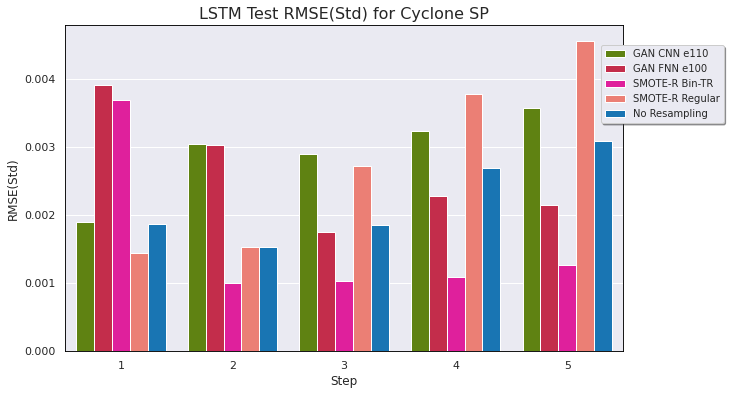 LSTM Test RMSE(Std) for Cyclone SP
GAN CNN e110
GAN FNN e100
SMOTE-R Bin-TR
SMOTE-R Regular
No Resampling
RMSE(Std)
0.004
0.003
0.002
0.001
0.000
1 2 3 4 5
Step